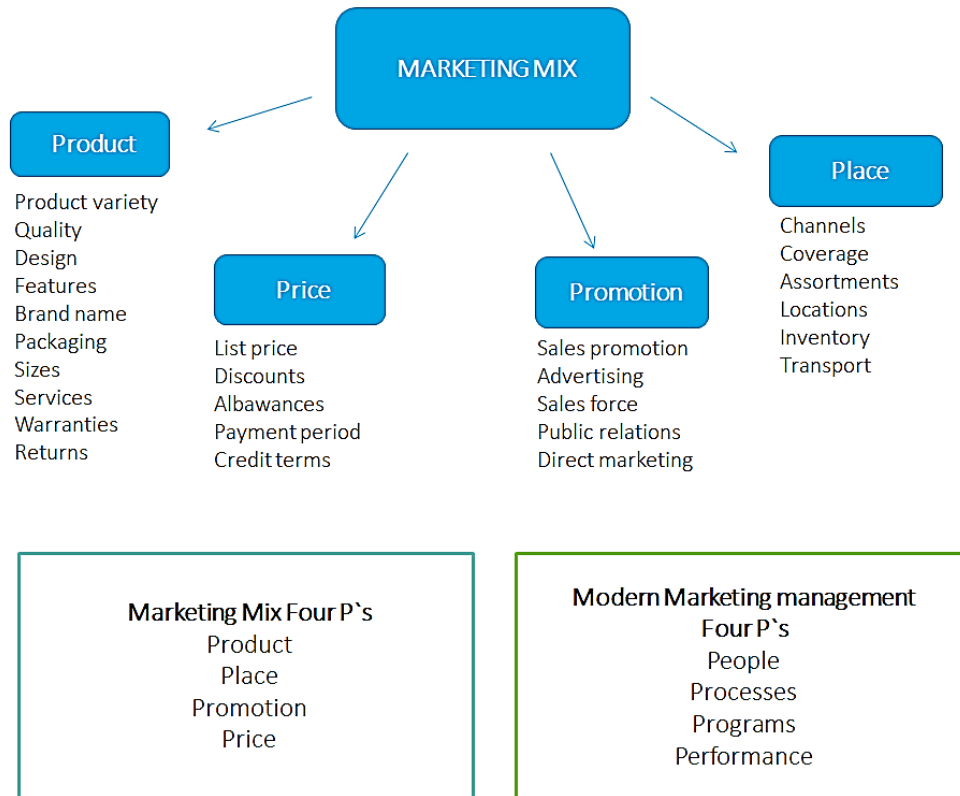 MARKETING MIX
Product
Product variety
Quality
Design
Features
Brand name
Packaging
Sizes
Services
Warranties
Returns
Price
List price
Discounts
Albawances
Payment period
Credit terms
Promotion
Sales promotion
Advertising
Sales force
Public relations
Direct marketing
Place
Channels
Coverage
Assortments
Locations
Inventory
Transport
Marketing Mix Four P`s
Product
Place
Promotion
Price
Modern Marketing management
Four P`s
People
Processes
Programs
Performance